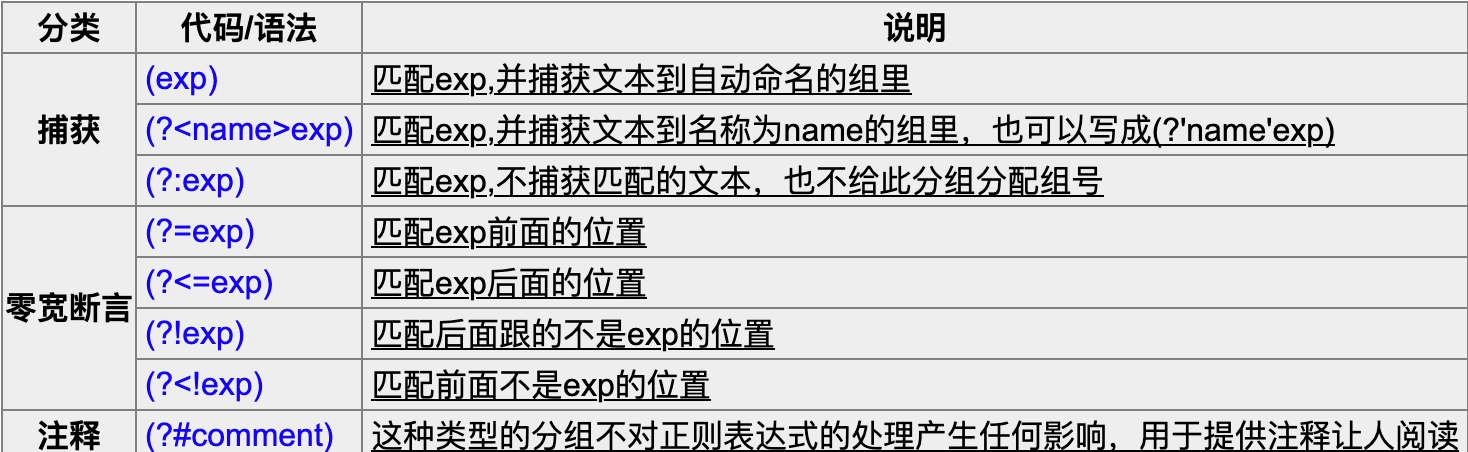 分类 代码/语法 说明
捕获 (exp) 匹配exp,并捕获文本到自动命名的组里
(?<name>exp) 匹配exp,并捕获文本到名称为name的组里，也可以写成(?'name'exp)
(?:exp) 匹配exp,不捕获匹配的文本，也不给此分组分配组号
零宽断言 (?=exp) 匹配exp前面的位置
(?<=exp) 匹配exp后面的位置
(?!exp) 匹配后面跟的不是exp的位置
(?<!exp) 匹配前面不是exp的位置
注释 (?#comment) 这种类型的分组不对正则表达式的处理产生任何影响，用于提供注释让人阅读